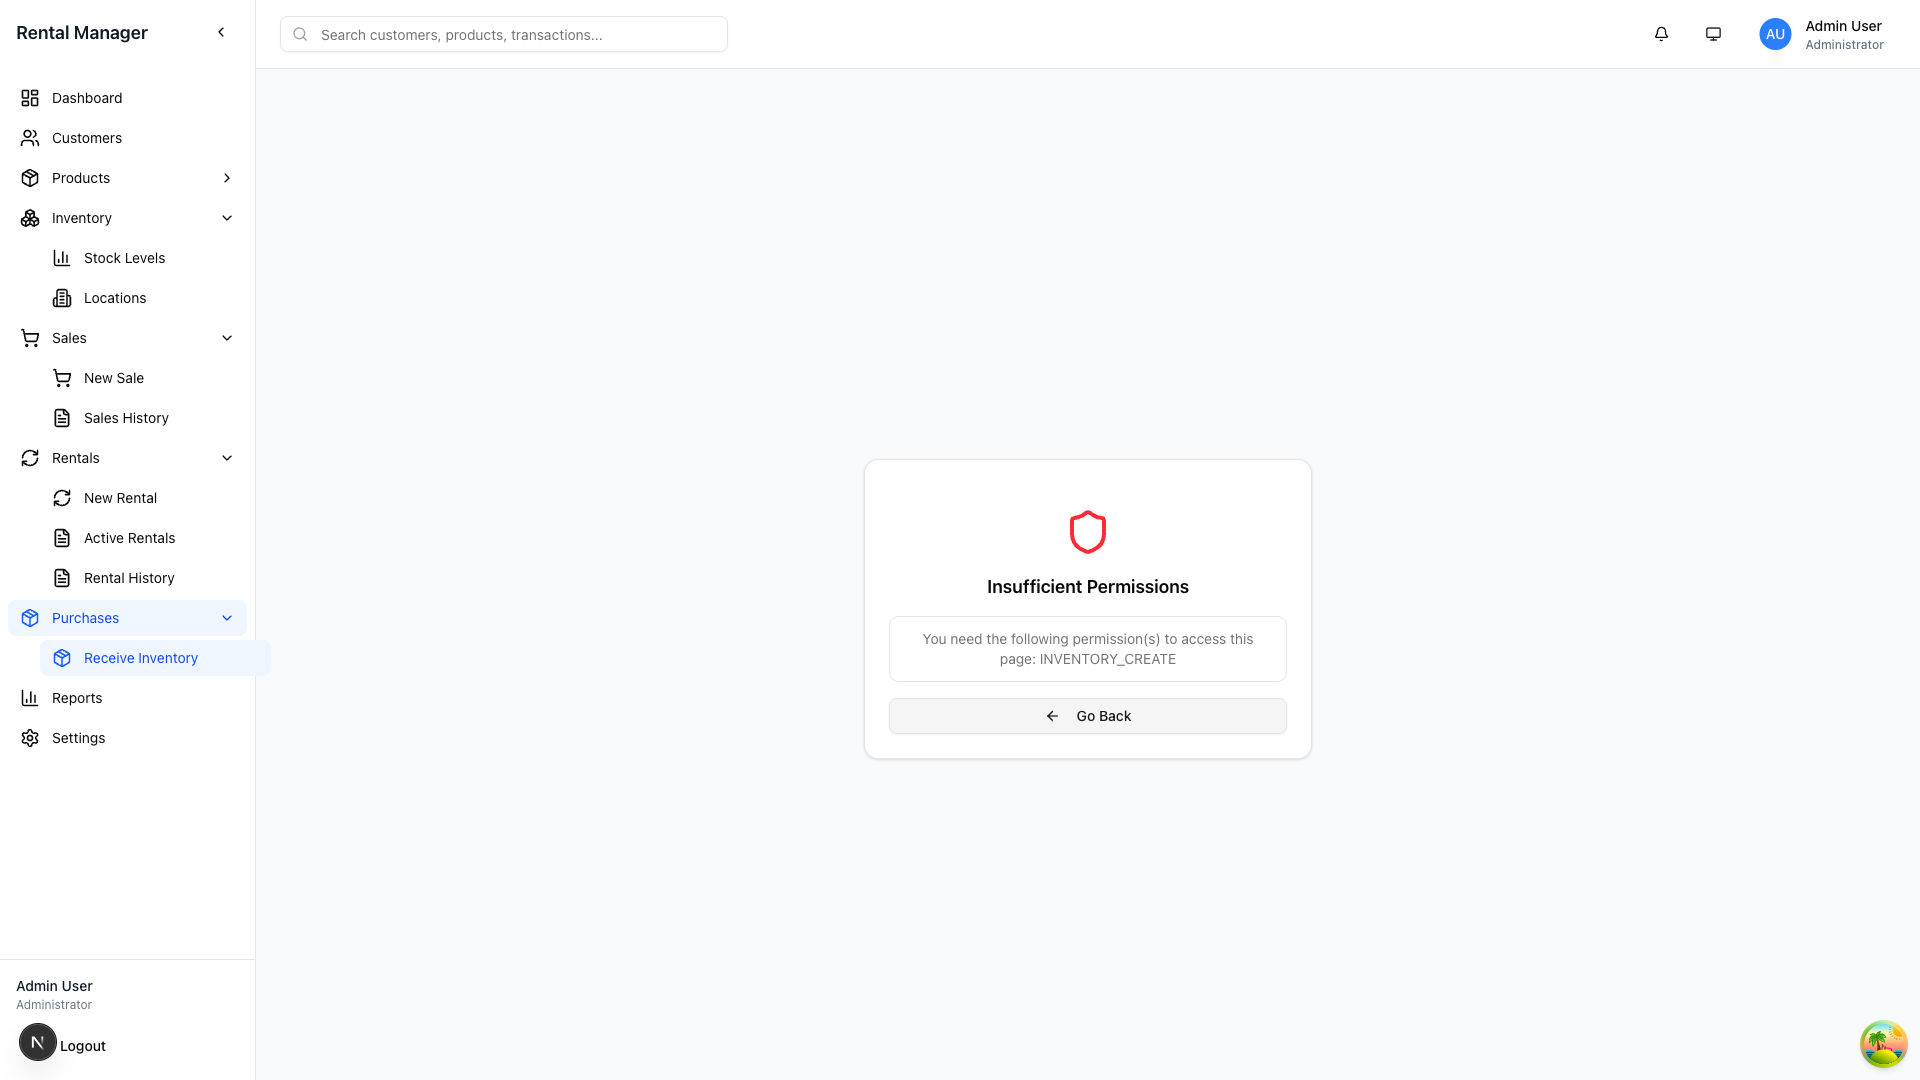 Rental Manager
Search customers, products, transactions...
AU
Admin User
Administrator
Dashboard
Customers
Products
Inventory
Stock Levels
Locations
Sales
New Sale
Sales History
Rentals
New Rental
Active Rentals
Rental History
Purchases
Receive Inventory
Reports
Settings
Insufficient Permissions
You need the following permission(s) to access this
page: INVENTORY_CREATE
Go Back
Admin User
Administrator
N
Logout